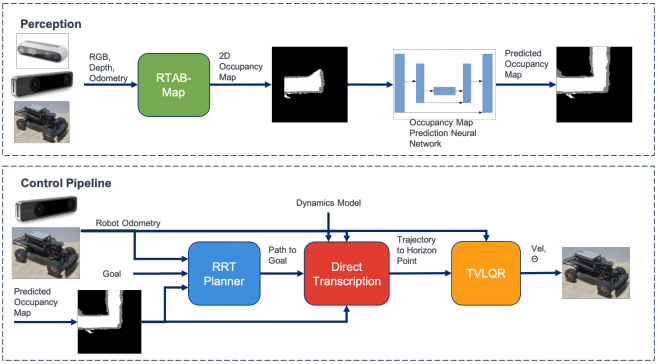 Perception
RGB,
Depth,
Odometry
RTAB-
Map
2D
Occupancy
Map
Occupancy Map
Prediction Neural
Network
Predicted
Occupancy
Map
Control Pipeline
Dynamics Model
Robot Odometry
Goal
Predicted
Occupancy
Map
RRT
Planner
Path to
Goal
Direct
Transcription
Trajectory
to Horizon
Point
TVLQR
Vel,
Θ